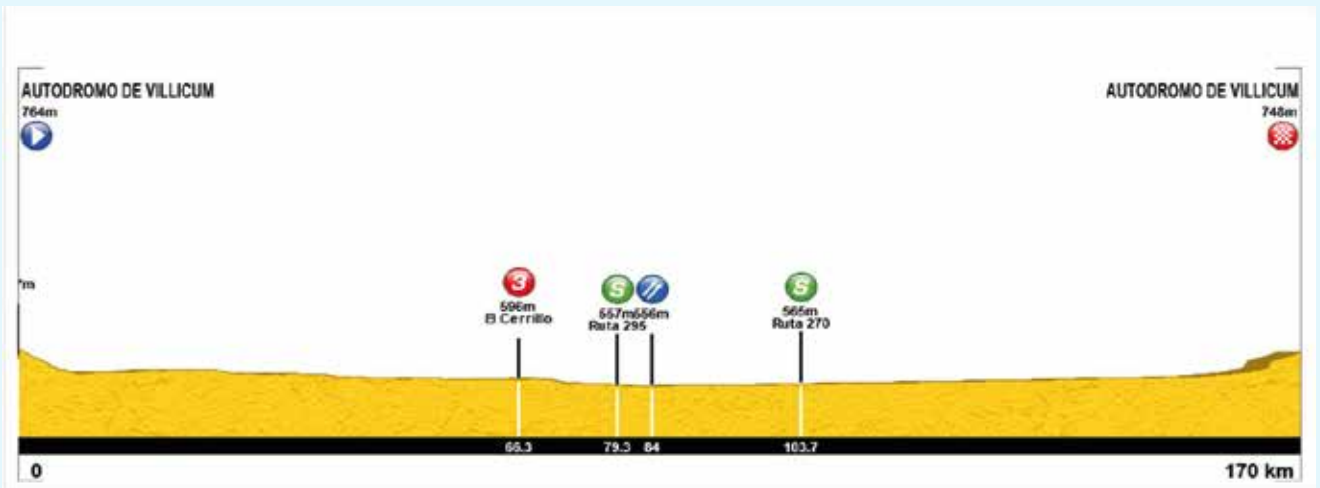 AUTODROMO DE VILLICUM
764m
AUTODROMO DE VILLICUM
748m
'm
3
596m
El Cerrillo
S
557m
Ruta 295
556m
S
565m
Ruta 270
66.3
79.3
84
103.7
0
170 km